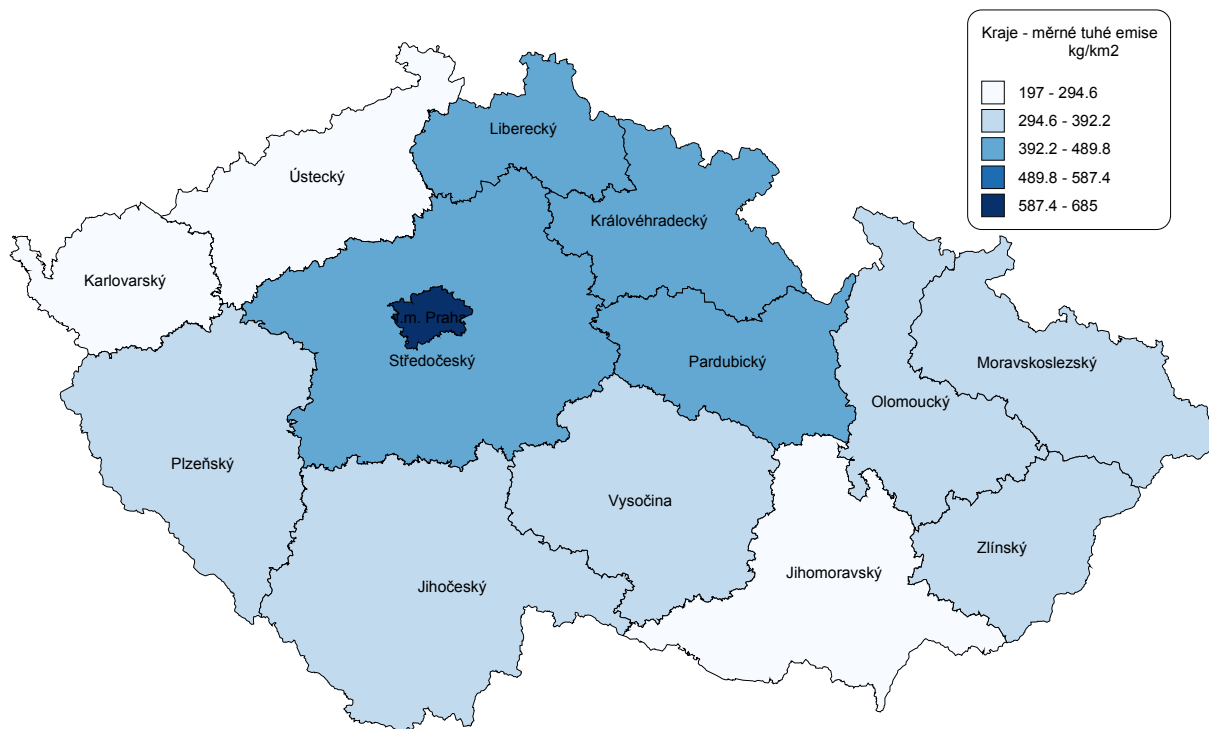 Kraje - měrné tuhé emise
kg/km2
197 - 294.6
294.6 - 392.2
392.2 - 489.8
489.8 - 587.4
587.4 - 685
Liberecký
Ústecký
Královéhradecký
Karlovarský
.m. Praha
Středočeský
Pardubický
Moravskoslezský
Olomoucký
Plzeňský
Vysočina
Zlínský
Jihočeský
Jihomoravský